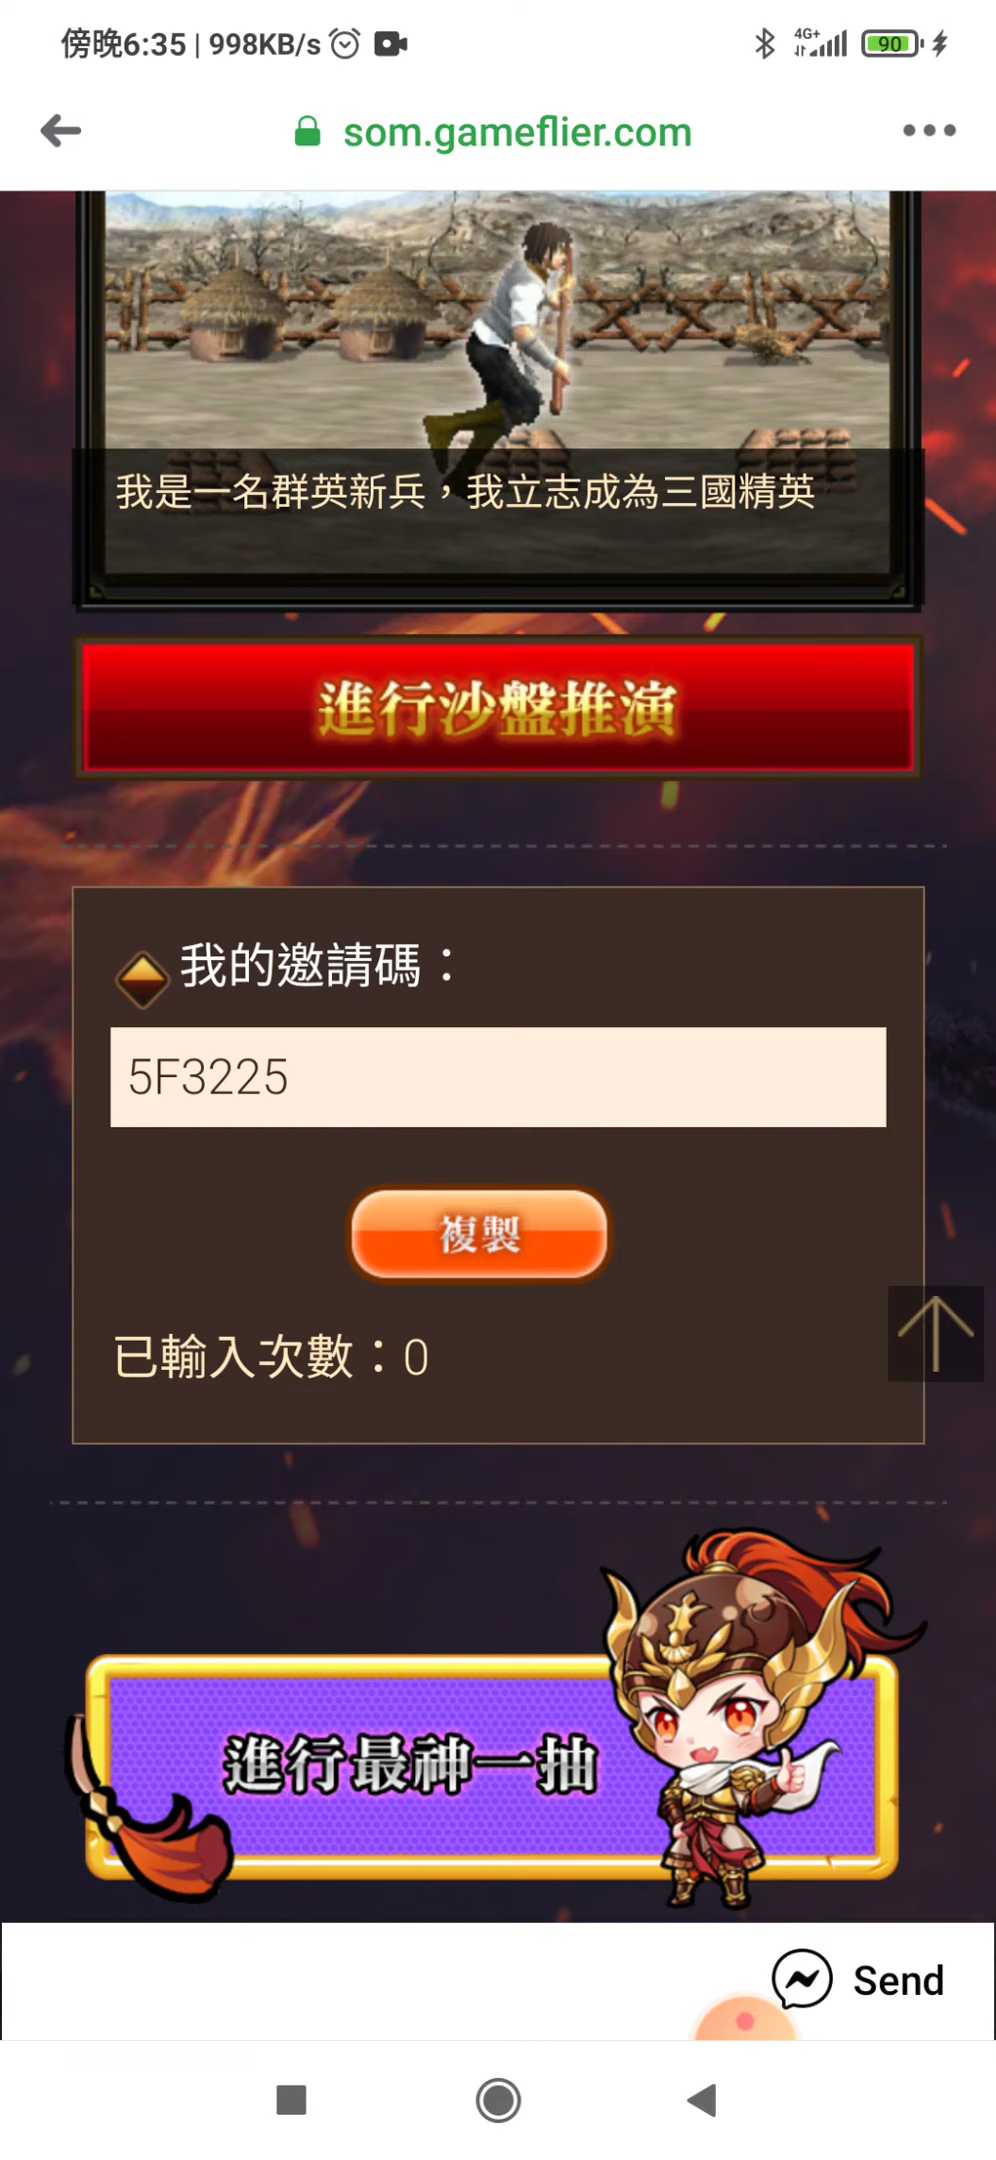 傍晚6:35 | 998KB/s
4G+ 90
som.gameflier.com
我是一名群英新兵，我立志成為三國精英
進行沙盤推演
我的邀請碼：
5F3225
複製
已輸入次數：0
進行最神一抽
Send